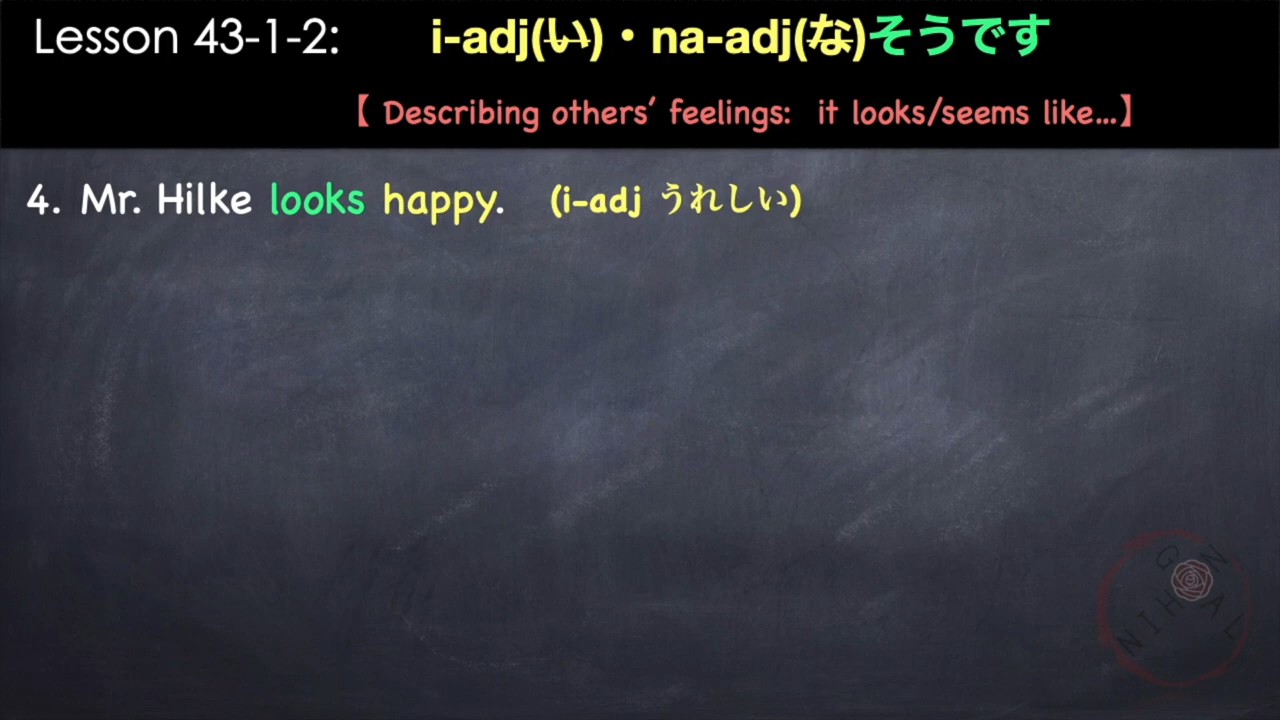 Lesson 43-1-2: i-adj(い)・na-adj(な)そうです
【 Describing others' feelings: it looks/seems like...】
4. Mr. Hilke looks happy. (i-adj うれしい)
NIHONGOAL